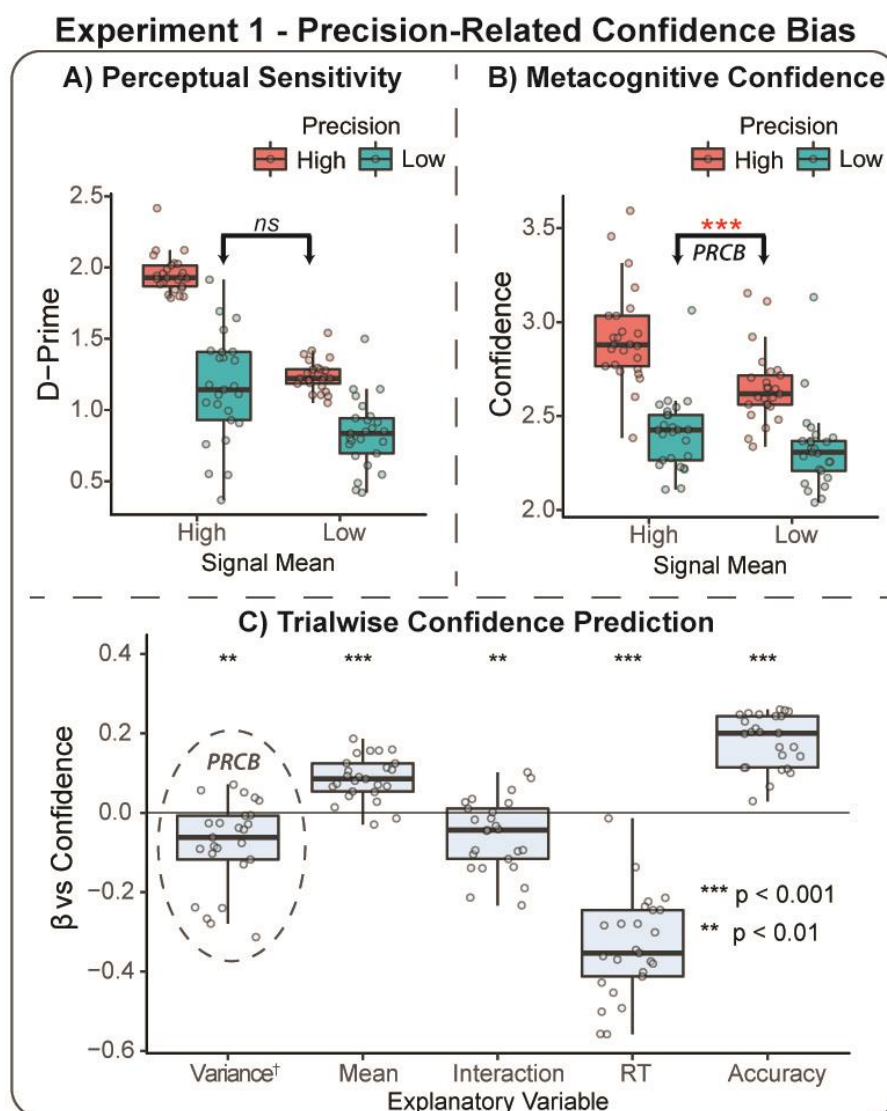 Experiment 1 - Precision-Related Confidence Bias
A) Perceptual Sensitivity
Precision
High Low
2.5
2.0
1.5
1.0
0.5
D-Prime
ns
High Low
Signal Mean
B) Metacognitive Confidence
Precision
High Low
3.5
3.0
2.5
2.0
Confidence
***
PRCB
High Low
Signal Mean
C) Trialwise Confidence Prediction
0.4
0.2
0.0
−0.2
−0.4
−0.6
β vs Confidence
** *** ** *** ***
PRCB
*** p < 0.001
** p < 0.01
Variance† Mean Interaction RT Accuracy
Explanatory Variable